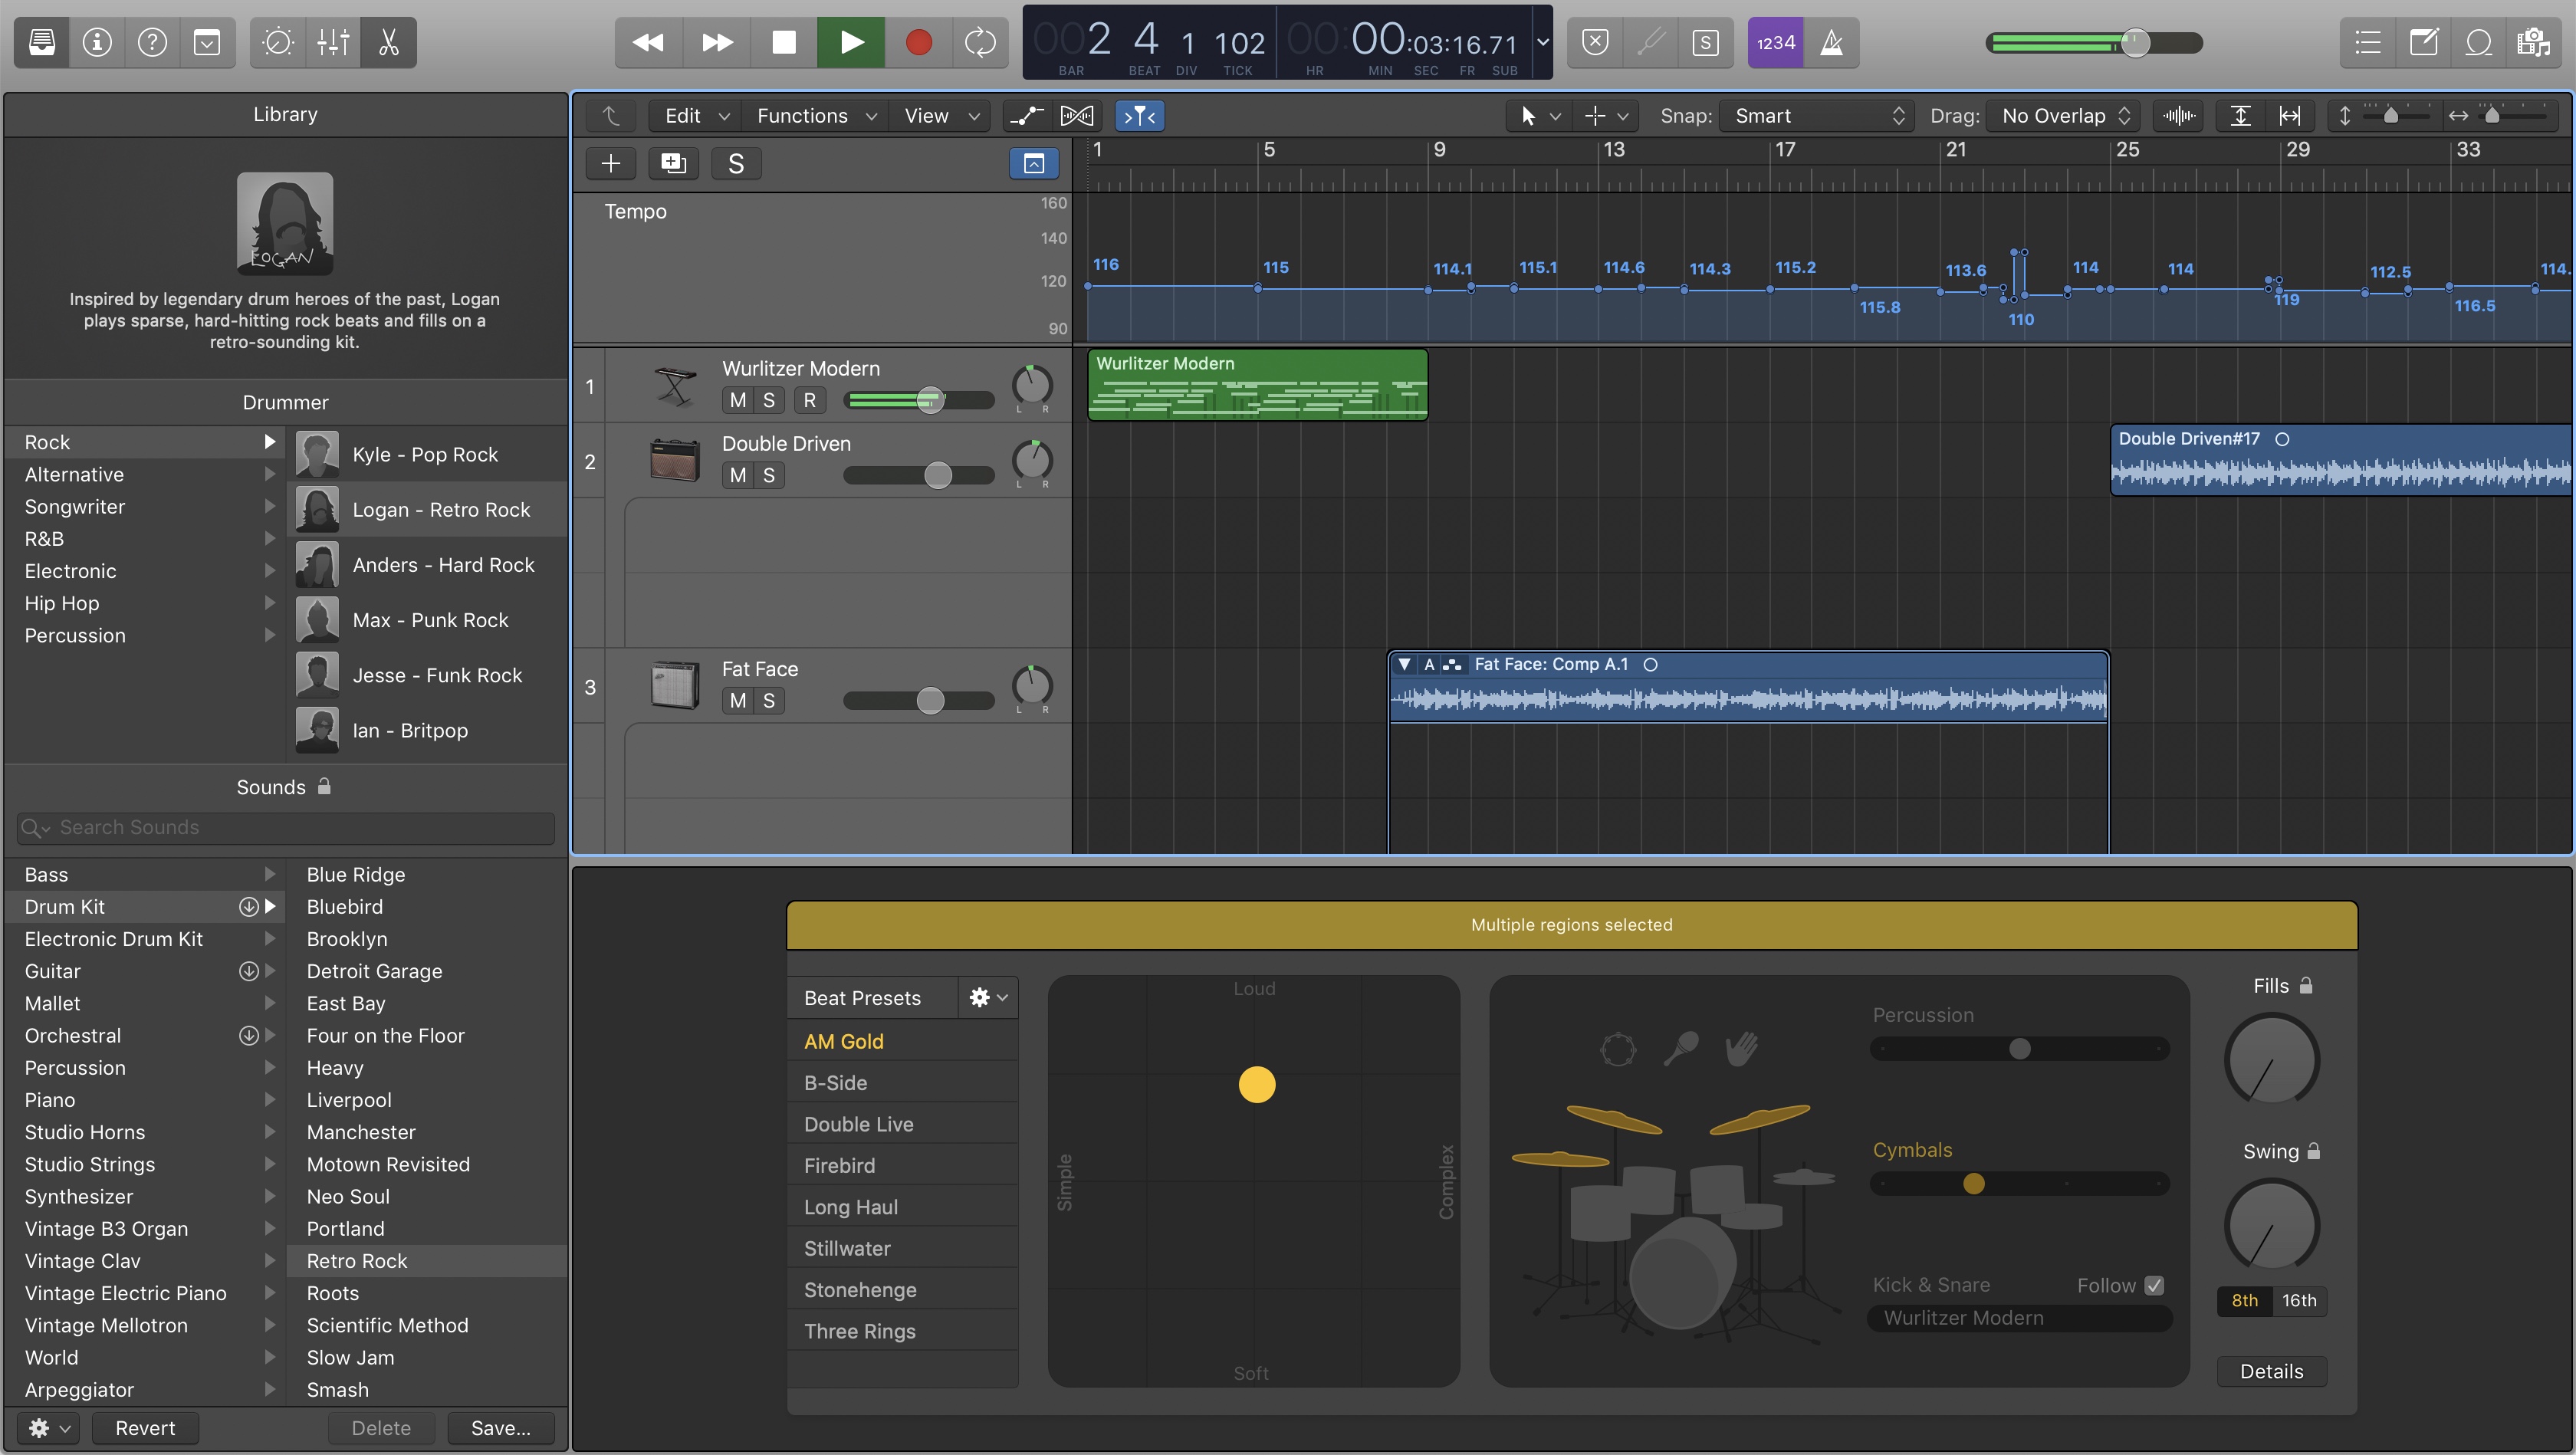 002 4 1 102
BAR BEAT DIV TICK
00:00:03:16.71
HR MIN SEC FR SUB
S
1234
Library
LOGAN
Inspired by legendary drum heroes of the past, Logan
plays sparse, hard-hitting rock beats and fills on a
retro-sounding kit.
Drummer
Rock
Alternative
Songwriter
R&B
Electronic
Hip Hop
Percussion
Kyle - Pop Rock
Logan - Retro Rock
Anders - Hard Rock
Max - Punk Rock
Jesse - Funk Rock
Ian - Britpop
Sounds
Search Sounds
Bass
Drum Kit
Electronic Drum Kit
Guitar
Mallet
Orchestral
Percussion
Piano
Studio Horns
Studio Strings
Synthesizer
Vintage B3 Organ
Vintage Clav
Vintage Electric Piano
Vintage Mellotron
World
Arpeggiator
Blue Ridge
Bluebird
Brooklyn
Detroit Garage
East Bay
Four on the Floor
Heavy
Liverpool
Manchester
Motown Revisited
Neo Soul
Portland
Retro Rock
Roots
Scientific Method
Slow Jam
Smash
Revert Delete Save...
Edit Functions View Snap: Smart Drag: No Overlap
S
1 5 9 13 17 21 25 29 33
Tempo
160
140
120
90
116 115 114.1 115.1 114.6 114.3 115.2 115.8 113.6 110 114 114 119 112.5 116.5 114.
1 Wurlitzer Modern
M S R
L R
Wurlitzer Modern
2 Double Driven
M S
L R
Double Driven#17
3 Fat Face
M S
L R
A Fat Face: Comp A.1
Multiple regions selected
Beat Presets
AM Gold
B-Side
Double Live
Firebird
Long Haul
Stillwater
Stonehenge
Three Rings
Loud
Simple
Complex
Soft
Percussion
Cymbals
Kick & Snare Follow
Wurlitzer Modern
Fills
Swing
8th 16th
Details